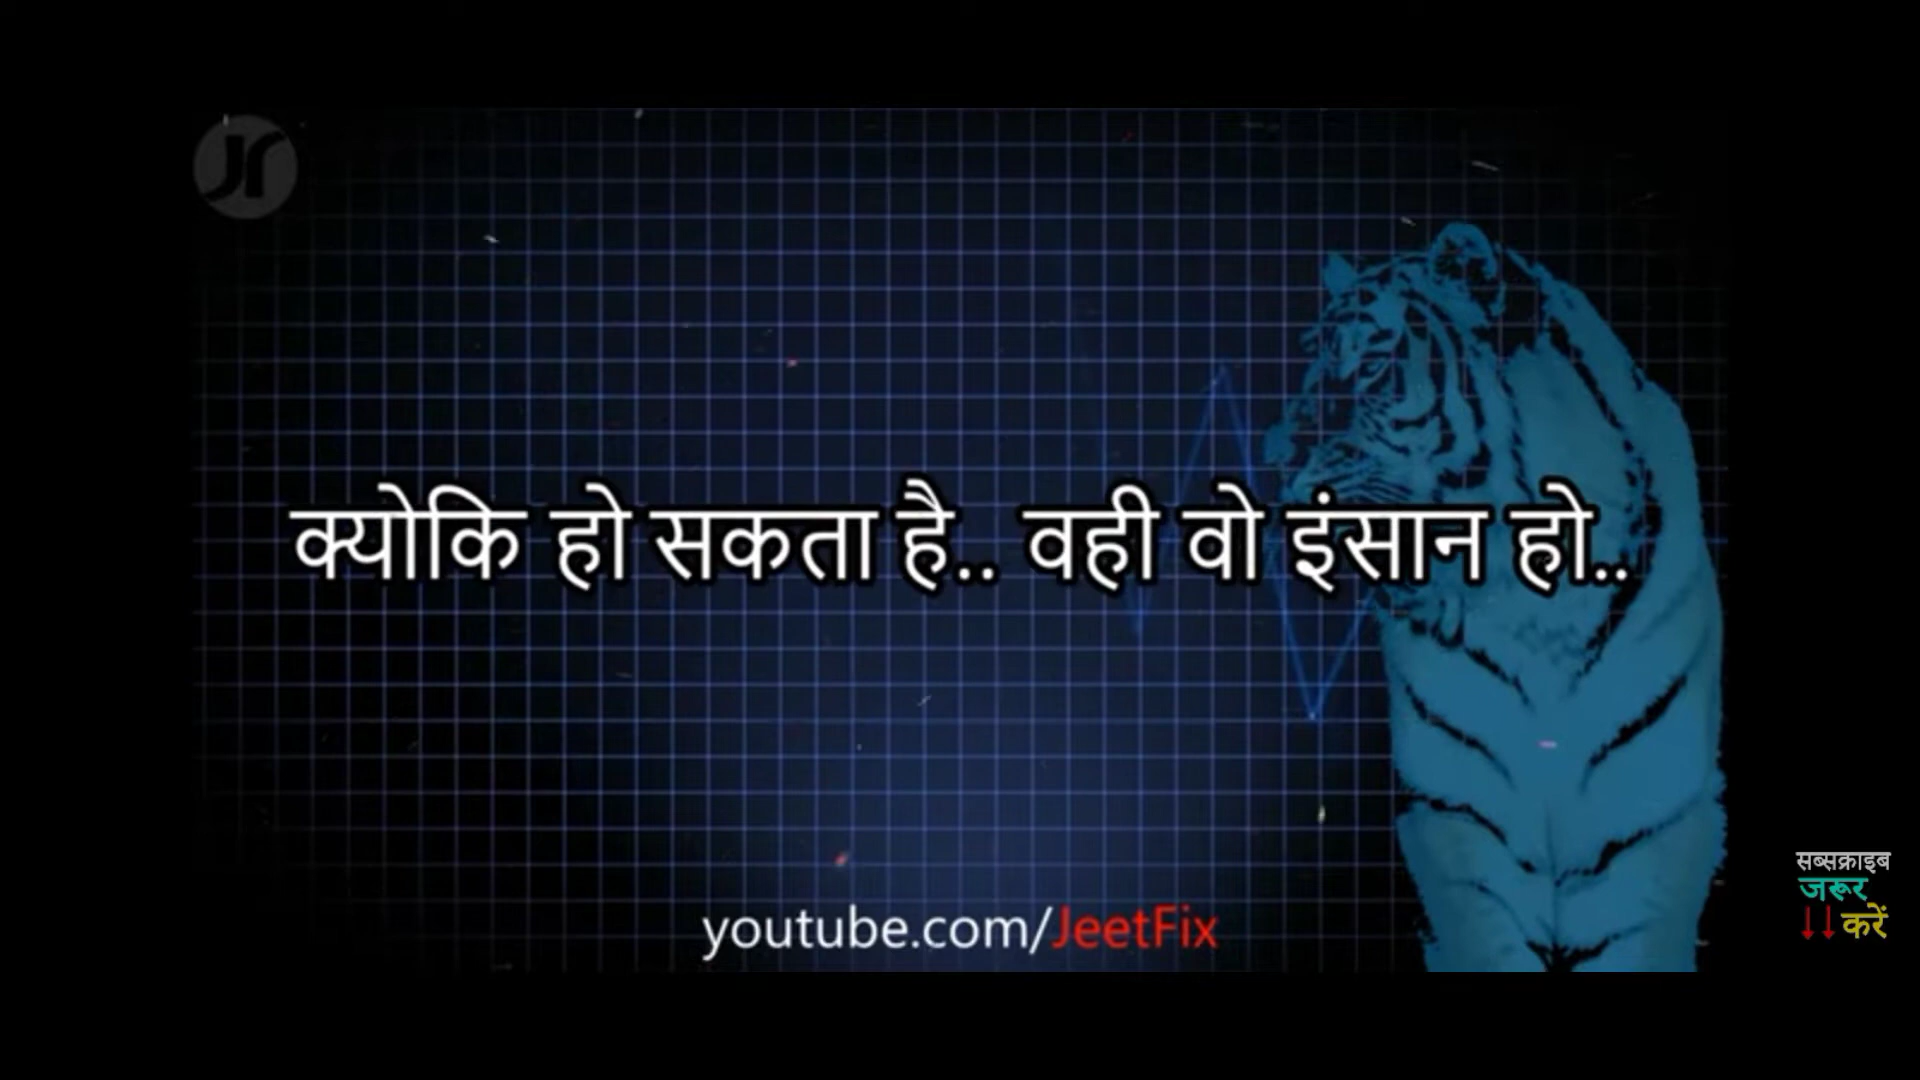 क्योकि हो सकता है.. वही वो इंसान हो..
youtube.com/JeetFix
सब्सक्राइब
जरूर
↓↓ करें